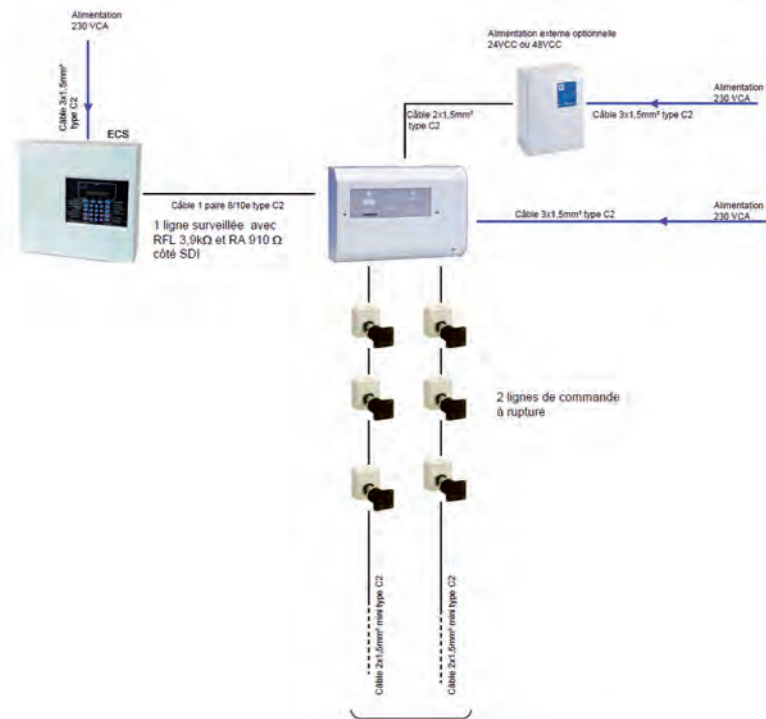 Alimentation
230 VCA
Alimentation externe optionnelle
24VCC ou 48VCC
Câble 3x1,5mm²
type C2
ECS
Câble 2x1,5mm²
type C2
Alimentation
230 VCA
Câble 3x1,5mm² type C2
Câble 1 paire 8/10e type C2
1 ligne surveillée avec
RFL 3,9kΩ et RA 910 Ω
côté SDI
Câble 3x1,5mm² type C2
Alimentation
230 VCA
2 lignes de commande
à rupture
Câble 2x1,5mm² mini type C2
Câble 2x1,5mm² mini type C2